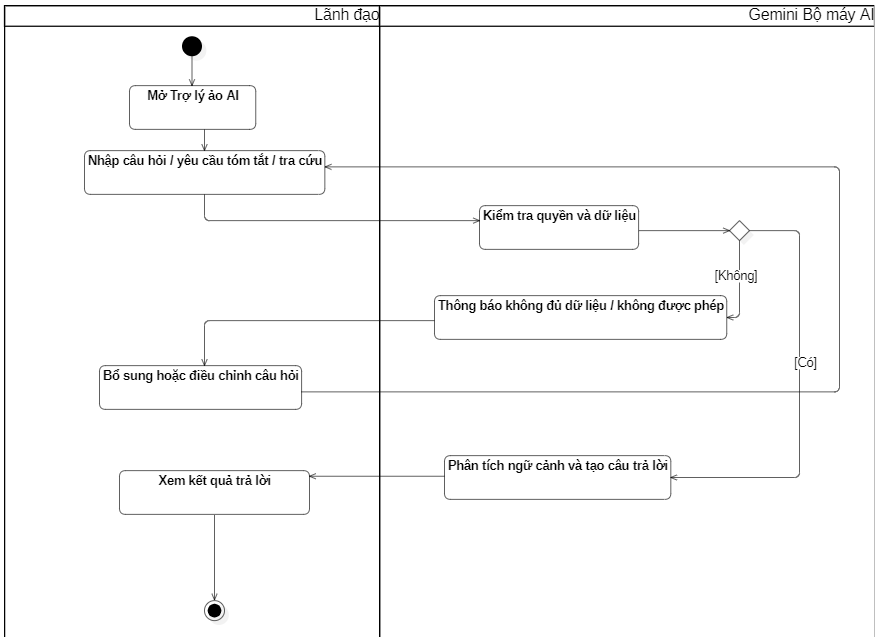 Lãnh đạo
Gemini Bộ máy AI
Mở Trợ lý ảo AI
Nhập câu hỏi / yêu cầu tóm tắt / tra cứu
Kiểm tra quyền và dữ liệu
[Không]
Thông báo không đủ dữ liệu / không được phép
[Có]
Bổ sung hoặc điều chỉnh câu hỏi
Phân tích ngữ cảnh và tạo câu trả lời
Xem kết quả trả lời